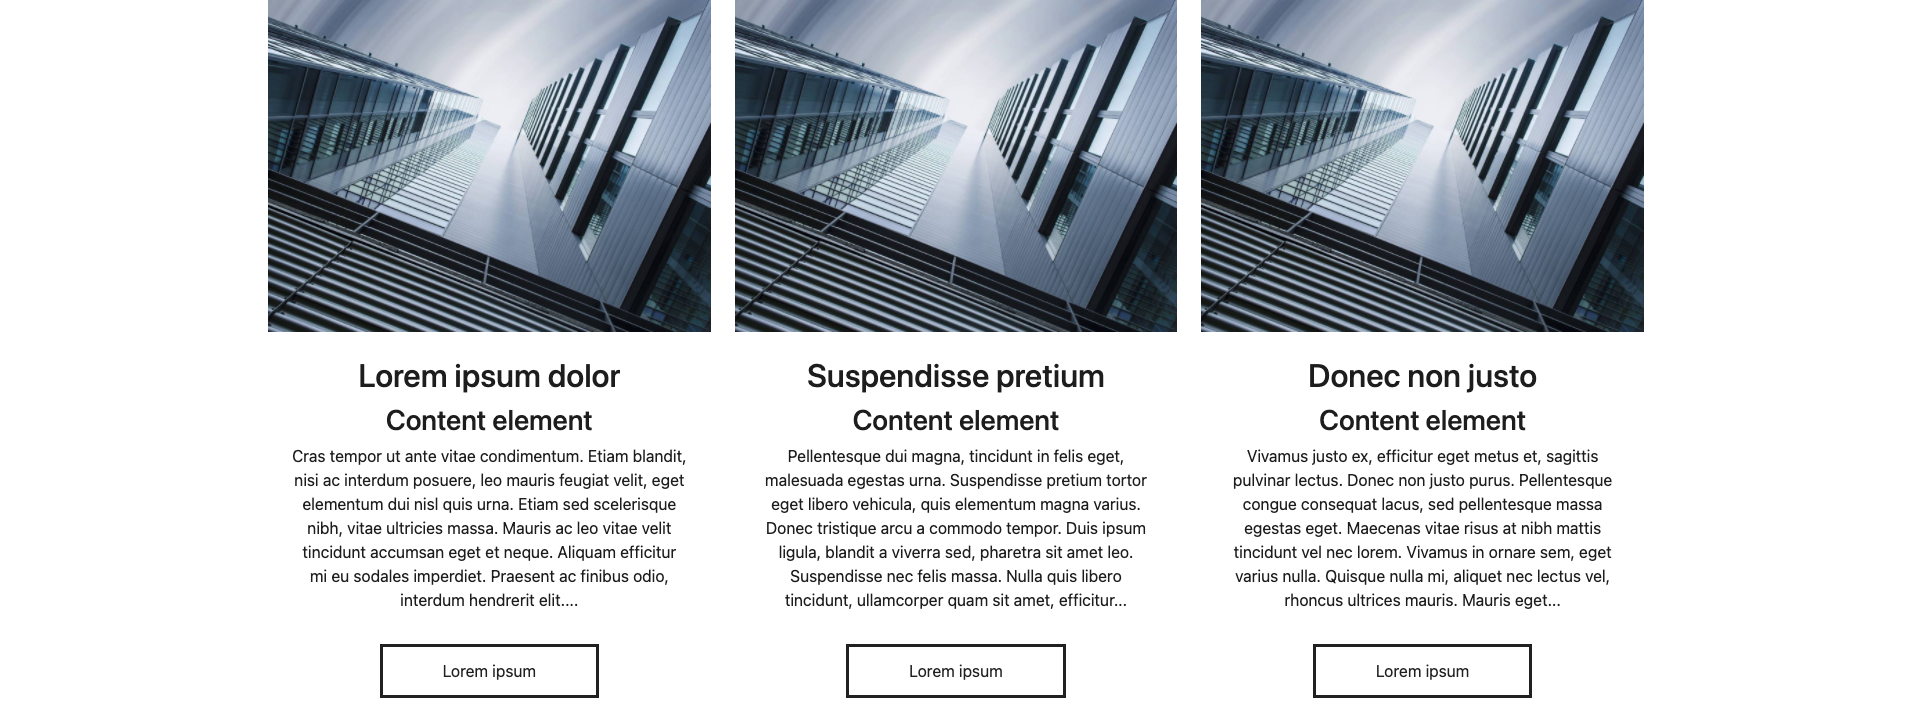 Lorem ipsum dolor
Content element
Cras tempor ut ante vitae condimentum. Etiam blandit,
nisi ac interdum posuere, leo mauris feugiat velit, eget
elementum dui nisl quis urna. Etiam sed scelerisque
nibh, vitae ultricies massa. Mauris ac leo vitae velit
tincidunt accumsan eget et neque. Aliquam efficitur
mi eu sodales imperdiet. Praesent ac finibus odio,
interdum hendrerit elit....
Lorem ipsum
Suspendisse pretium
Content element
Pellentesque dui magna, tincidunt in felis eget,
malesuada egestas urna. Suspendisse pretium tortor
eget libero vehicula, quis elementum magna varius.
Donec tristique arcu a commodo tempor. Duis ipsum
ligula, blandit a viverra sed, pharetra sit amet leo.
Suspendisse nec felis massa. Nulla quis libero
tincidunt, ullamcorper quam sit amet, efficitur...
Lorem ipsum
Donec non justo
Content element
Vivamus justo ex, efficitur eget metus et, sagittis
pulvinar lectus. Donec non justo purus. Pellentesque
congue consequat lacus, sed pellentesque massa
egestas eget. Maecenas vitae risus at nibh mattis
tincidunt vel nec lorem. Vivamus in ornare sem, eget
varius nulla. Quisque nulla mi, aliquet nec lectus vel,
rhoncus ultrices mauris. Mauris eget...
Lorem ipsum